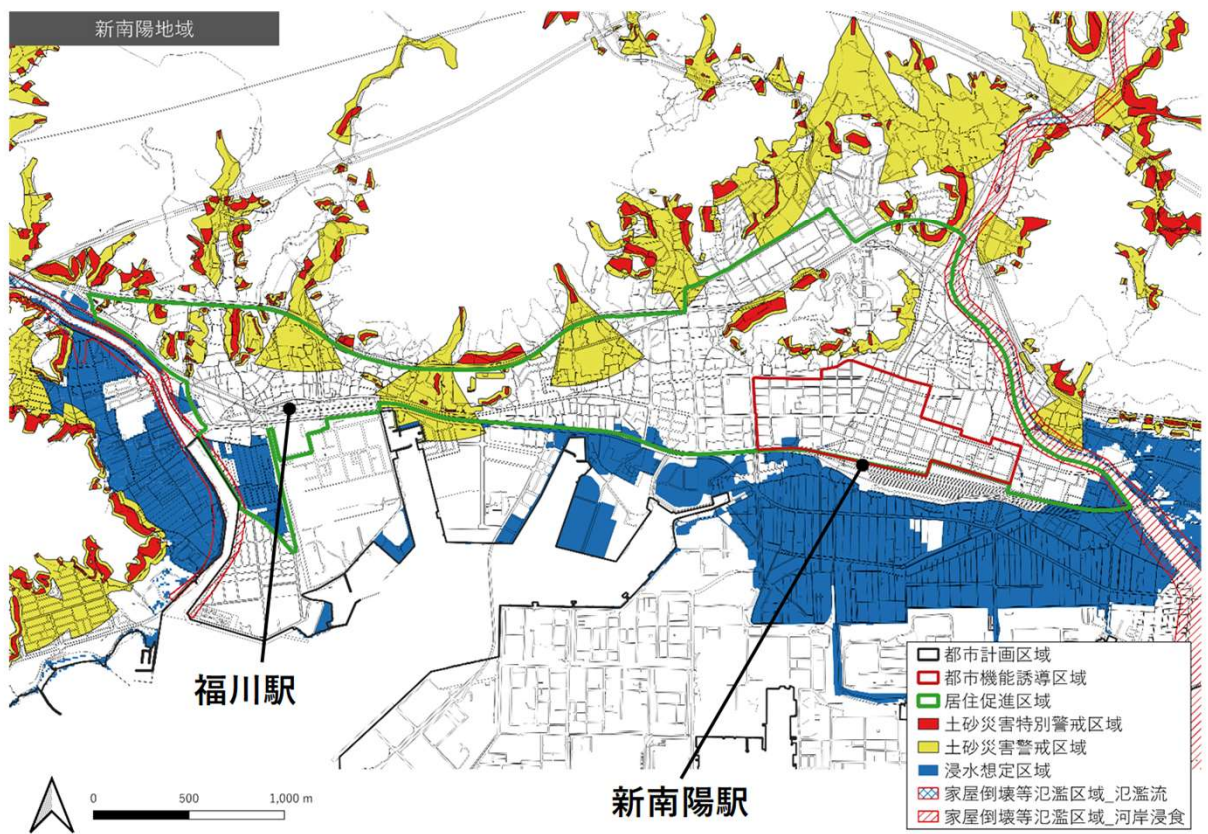 新南陽地域
福川駅
新南陽駅
都市計画区域
都市機能誘導区域
居住促進区域
土砂災害特別警戒区域
土砂災害警戒区域
浸水想定区域
家屋倒壊等氾濫区域_氾濫流
家屋倒壊等氾濫区域_河岸浸食
0 500 1,000 m